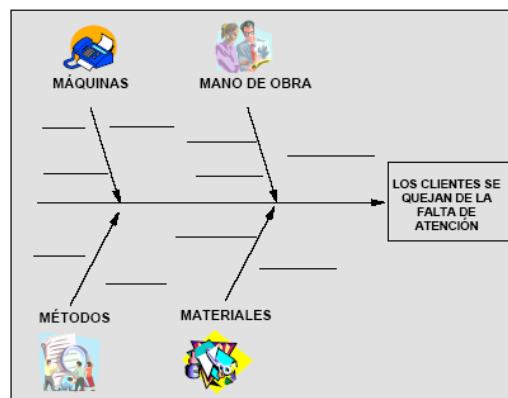 MÁQUINAS
MANO DE OBRA
LOS CLIENTES SE
QUEJAN DE LA
FALTA DE
ATENCIÓN
MÉTODOS
MATERIALES